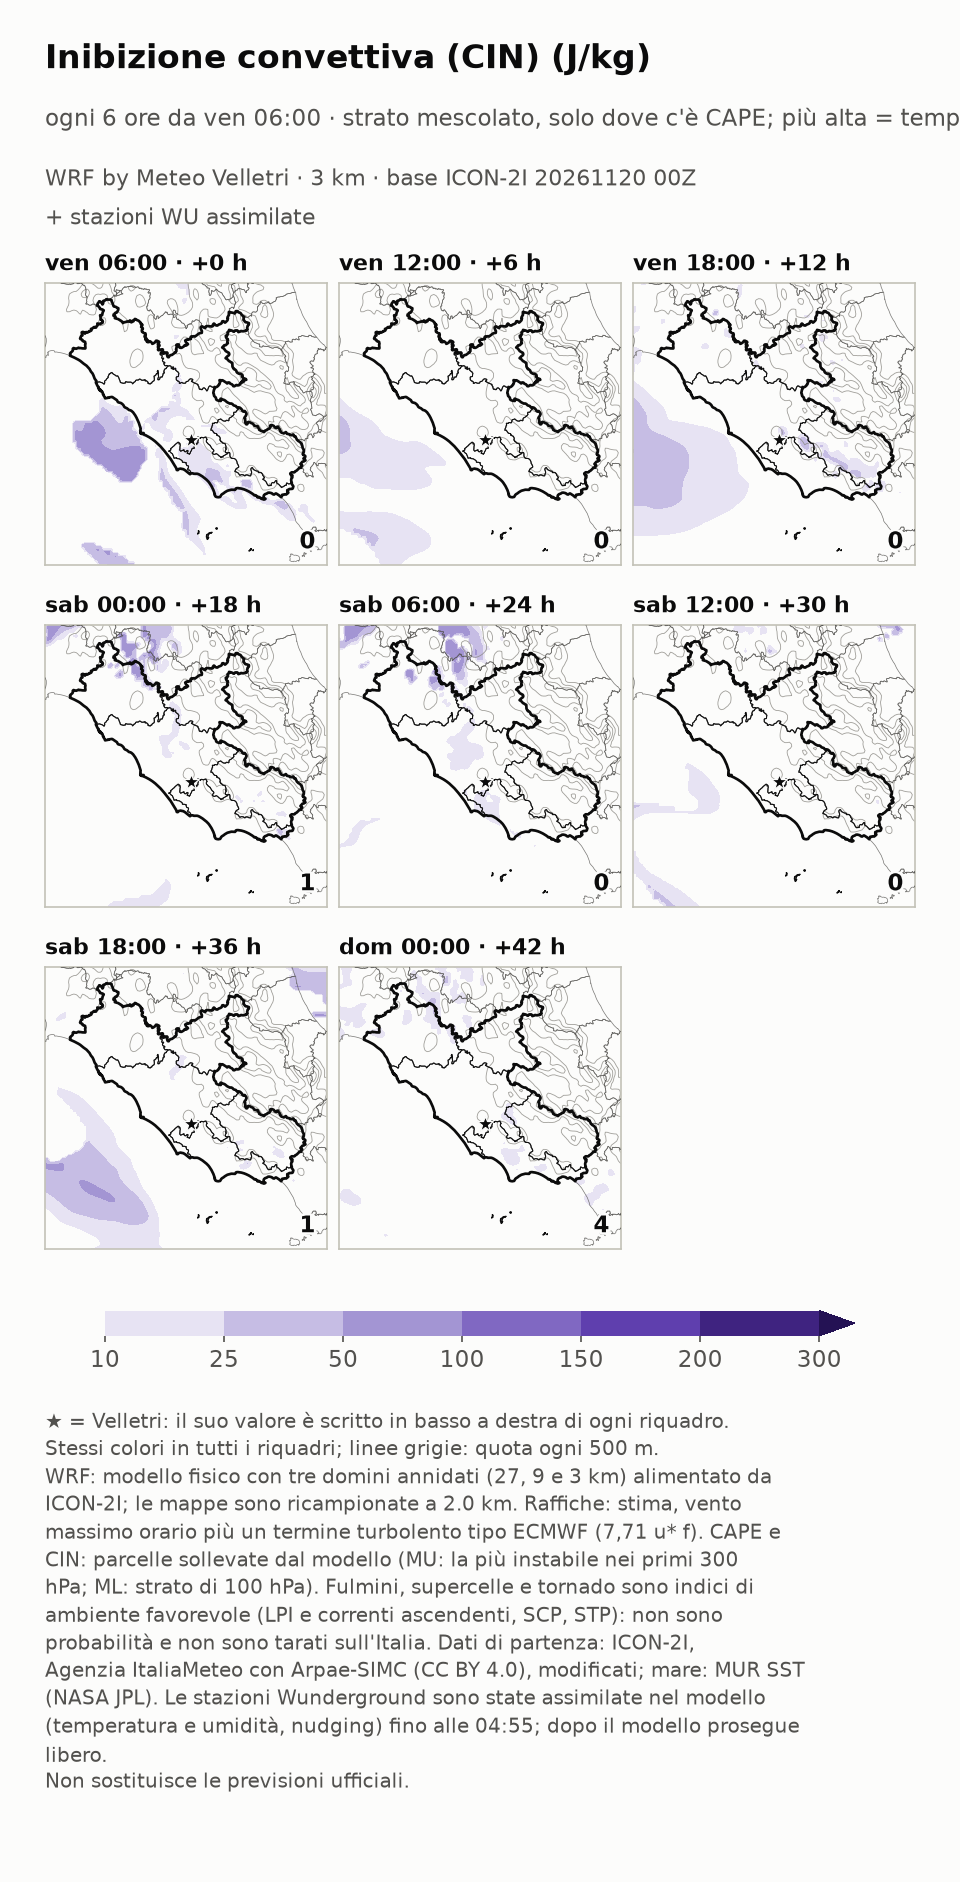 Inibizione convettiva (CIN) (J/kg)
ogni 6 ore da ven 06:00 · strato mescolato, solo dove c'è CAPE; più alta = temp
WRF by Meteo Velletri · 3 km · base ICON-2I 20261120 00Z
+ stazioni WU assimilate
ven 06:00 · +0 h
ven 12:00 · +6 h
ven 18:00 · +12 h
0
0
0
sab 00:00 · +18 h
sab 06:00 · +24 h
sab 12:00 · +30 h
1
0
0
sab 18:00 · +36 h
dom 00:00 · +42 h
1
4
10 25 50 100 150 200 300
★ = Velletri: il suo valore è scritto in basso a destra di ogni riquadro.
Stessi colori in tutti i riquadri; linee grigie: quota ogni 500 m.
WRF: modello fisico con tre domini annidati (27, 9 e 3 km) alimentato da
ICON-2I; le mappe sono ricampionate a 2.0 km. Raffiche: stima, vento
massimo orario più un termine turbolento tipo ECMWF (7,71 u* f). CAPE e
CIN: parcelle sollevate dal modello (MU: la più instabile nei primi 300
hPa; ML: strato di 100 hPa). Fulmini, supercelle e tornado sono indici di
ambiente favorevole (LPI e correnti ascendenti, SCP, STP): non sono
probabilità e non sono tarati sull'Italia. Dati di partenza: ICON-2I,
Agenzia ItaliaMeteo con Arpae-SIMC (CC BY 4.0), modificati; mare: MUR SST
(NASA JPL). Le stazioni Wunderground sono state assimilate nel modello
(temperatura e umidità, nudging) fino alle 04:55; dopo il modello prosegue
libero.
Non sostituisce le previsioni ufficiali.